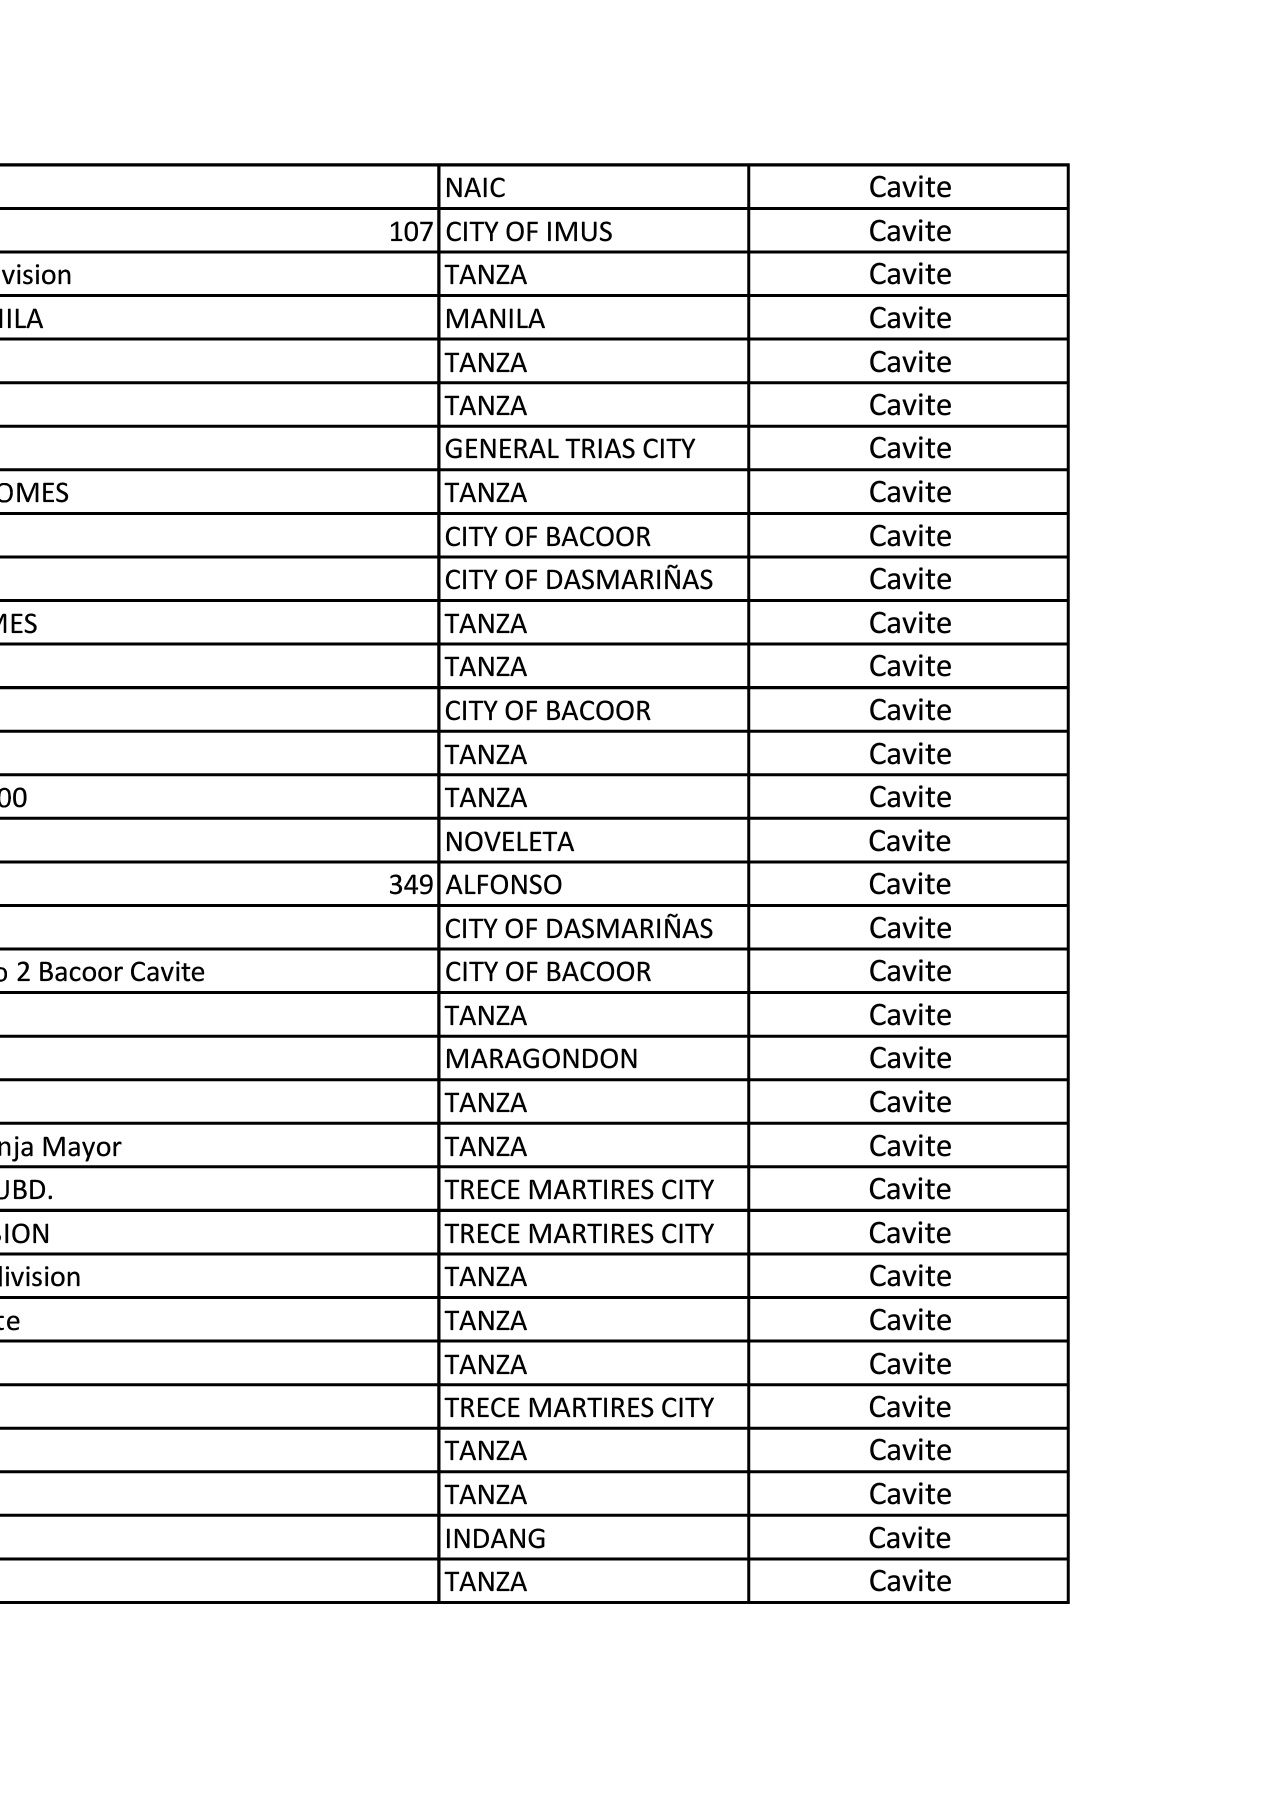 NAIC Cavite
107 CITY OF IMUS Cavite
vision TANZA Cavite
ILA MANILA Cavite
TANZA Cavite
TANZA Cavite
GENERAL TRIAS CITY Cavite
OMES TANZA Cavite
CITY OF BACOOR Cavite
CITY OF DASMARIÑAS Cavite
MES TANZA Cavite
TANZA Cavite
CITY OF BACOOR Cavite
TANZA Cavite
00 TANZA Cavite
NOVELETA Cavite
349 ALFONSO Cavite
CITY OF DASMARIÑAS Cavite
o 2 Bacoor Cavite CITY OF BACOOR Cavite
TANZA Cavite
MARAGONDON Cavite
TANZA Cavite
nja Mayor TANZA Cavite
UBD. TRECE MARTIRES CITY Cavite
SION TRECE MARTIRES CITY Cavite
division TANZA Cavite
te TANZA Cavite
TANZA Cavite
TRECE MARTIRES CITY Cavite
TANZA Cavite
TANZA Cavite
INDANG Cavite
TANZA Cavite